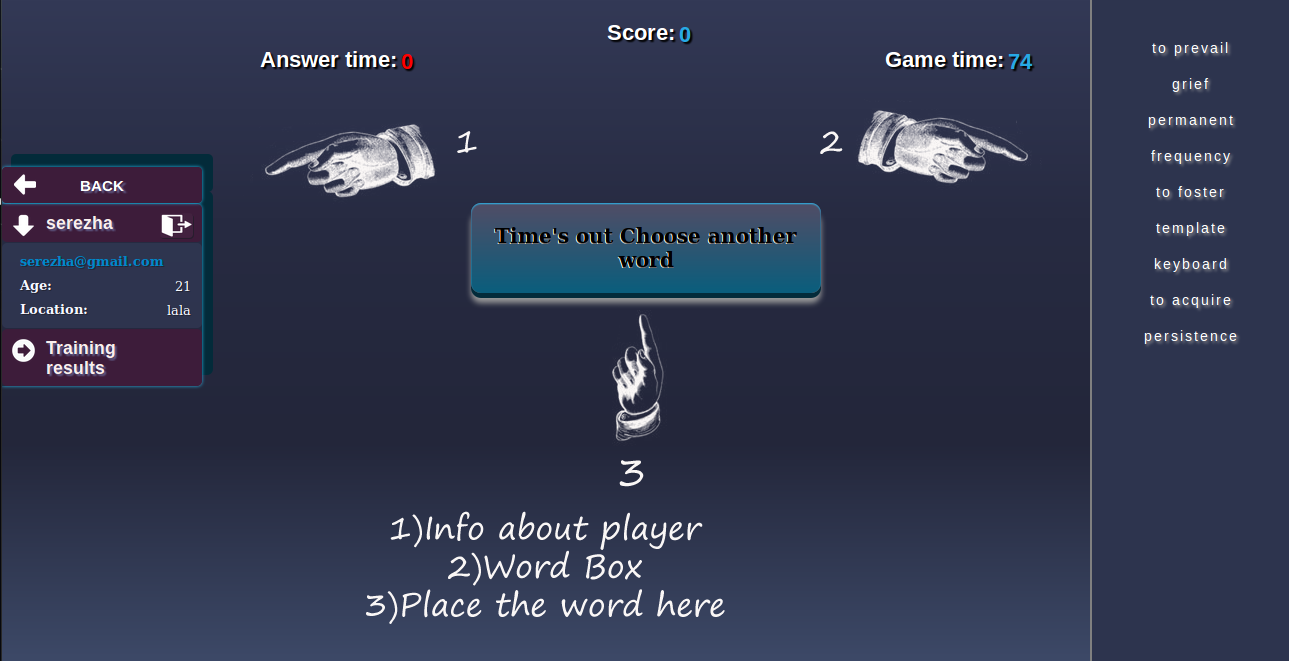 Score: 0
Answer time: 0
Game time: 74
1
2
BACK
serezha
serezha@gmail.com
Age: 21
Location: lala
Training
results
Time's out Choose another
word
3
1)Info about player
2)Word Box
3)Place the word here
to prevail
grief
permanent
frequency
to foster
template
keyboard
to acquire
persistence